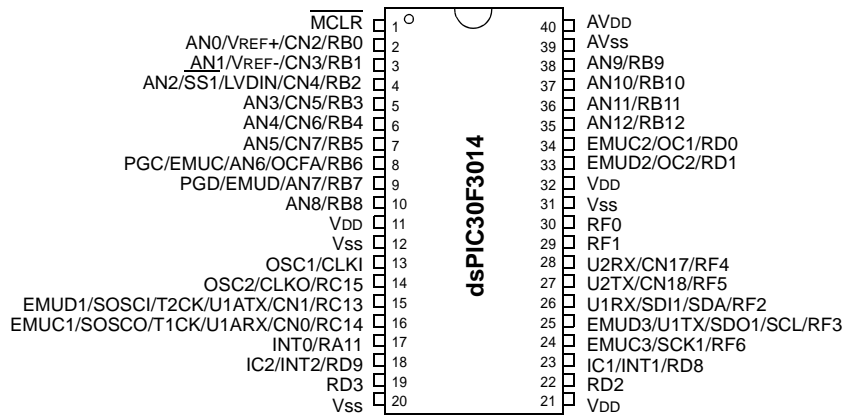 MCLR 1 40 AVDD
AN0/VREF+/CN2/RB0 2 39 AVss
AN1/VREF-/CN3/RB1 3 38 AN9/RB9
AN2/SS1/LVDIN/CN4/RB2 4 37 AN10/RB10
AN3/CN5/RB3 5 36 AN11/RB11
AN4/CN6/RB4 6 35 AN12/RB12
AN5/CN7/RB5 7 34 EMUC2/OC1/RD0
PGC/EMUC/AN6/OCFA/RB6 8 33 EMUD2/OC2/RD1
PGD/EMUD/AN7/RB7 9 32 VDD
AN8/RB8 10 31 Vss
VDD 11 30 RF0
Vss 12 29 RF1
OSC1/CLKI 13 28 U2RX/CN17/RF4
OSC2/CLKO/RC15 14 27 U2TX/CN18/RF5
EMUD1/SOSCI/T2CK/U1ATX/CN1/RC13 15 26 U1RX/SDI1/SDA/RF2
EMUC1/SOSCO/T1CK/U1ARX/CN0/RC14 16 25 EMUD3/U1TX/SDO1/SCL/RF3
INT0/RA11 17 24 EMUC3/SCK1/RF6
IC2/INT2/RD9 18 23 IC1/INT1/RD8
RD3 19 22 RD2
Vss 20 21 VDD
dsPIC30F3014